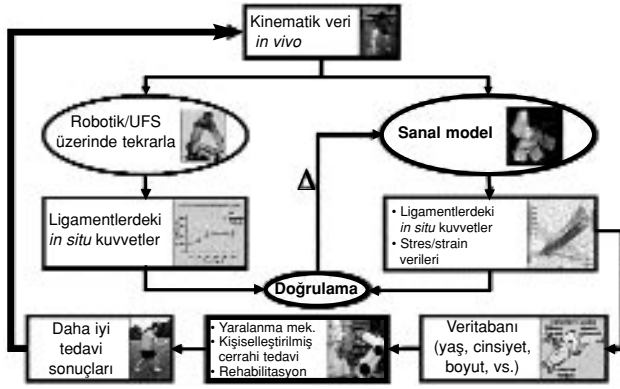 Kinematik veri
in vivo
Robotik/UFS
üzerinde tekrarla
Sanal model
Δ
Ligamentlerdeki
in situ kuvvetler
• Ligamentlerdeki
in situ kuvvetler
• Stres/strain
verileri
Doğrulama
Daha iyi
tedavi
sonuçları
• Yaralanma mek.
• Kişiselleştirilmiş
cerrahi tedavi
• Rehabilitasyon
Veritabanı
(yaş, cinsiyet,
boyut, vs.)